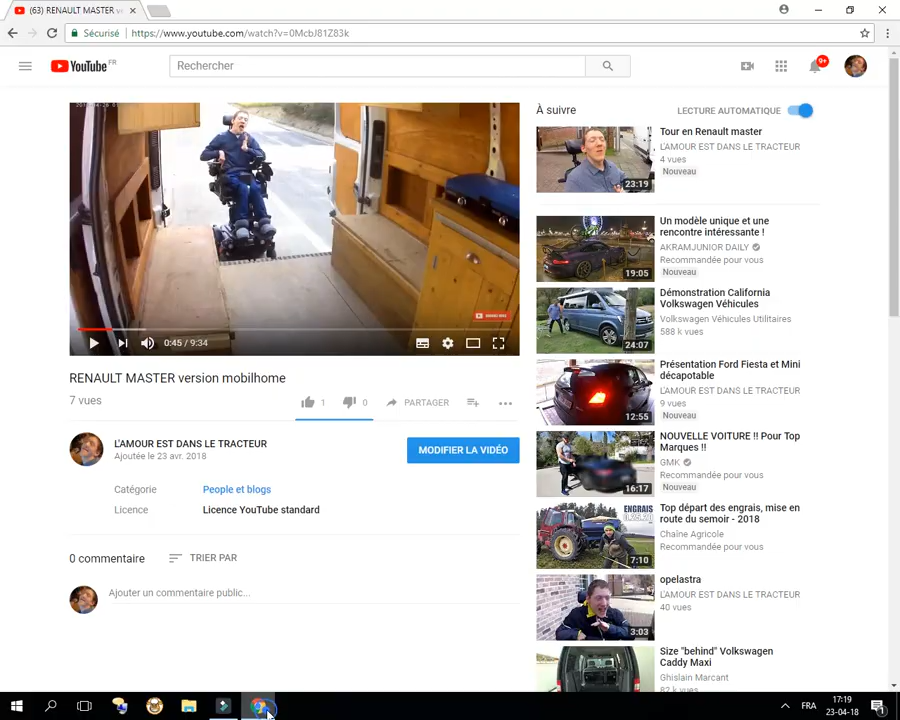 (63) RENAULT MASTER v
Sécurisé
https://www.youtube.com/watch?v=0McbJ81Z83k
YouTube FR
Rechercher
9+
0:45 / 9:34
RENAULT MASTER version mobilhome
7 vues
1
0
PARTAGER
L'AMOUR EST DANS LE TRACTEUR
Ajoutée le 23 avr. 2018
MODIFIER LA VIDÉO
Catégorie
People et blogs
Licence
Licence YouTube standard
0 commentaire
TRIER PAR
Ajouter un commentaire public...
À suivre
LECTURE AUTOMATIQUE
23:19
Tour en Renault master
L'AMOUR EST DANS LE TRACTEUR
4 vues
Nouveau
19:05
Un modèle unique et une
rencontre intéressante !
AKRAMJUNIOR DAILY
Recommandée pour vous
Nouveau
24:07
Démonstration California
Volkswagen Véhicules
Volkswagen Véhicules Utilitaires
588 k vues
12:55
Présentation Ford Fiesta et Mini
décapotable
L'AMOUR EST DANS LE TRACTEUR
9 vues
Nouveau
16:17
NOUVELLE VOITURE !! Pour Top
Marques !!
GMK
Recommandée pour vous
Nouveau
ENGRAIS
0.25.20
7:10
Top départ des engrais, mise en
route du semoir - 2018
Chaîne Agricole
Recommandée pour vous
3:03
opelastra
L'AMOUR EST DANS LE TRACTEUR
40 vues
Size "behind" Volkswagen
Caddy Maxi
Ghislain Marcant
82 k vues
FRA
17:19
23-04-18
1